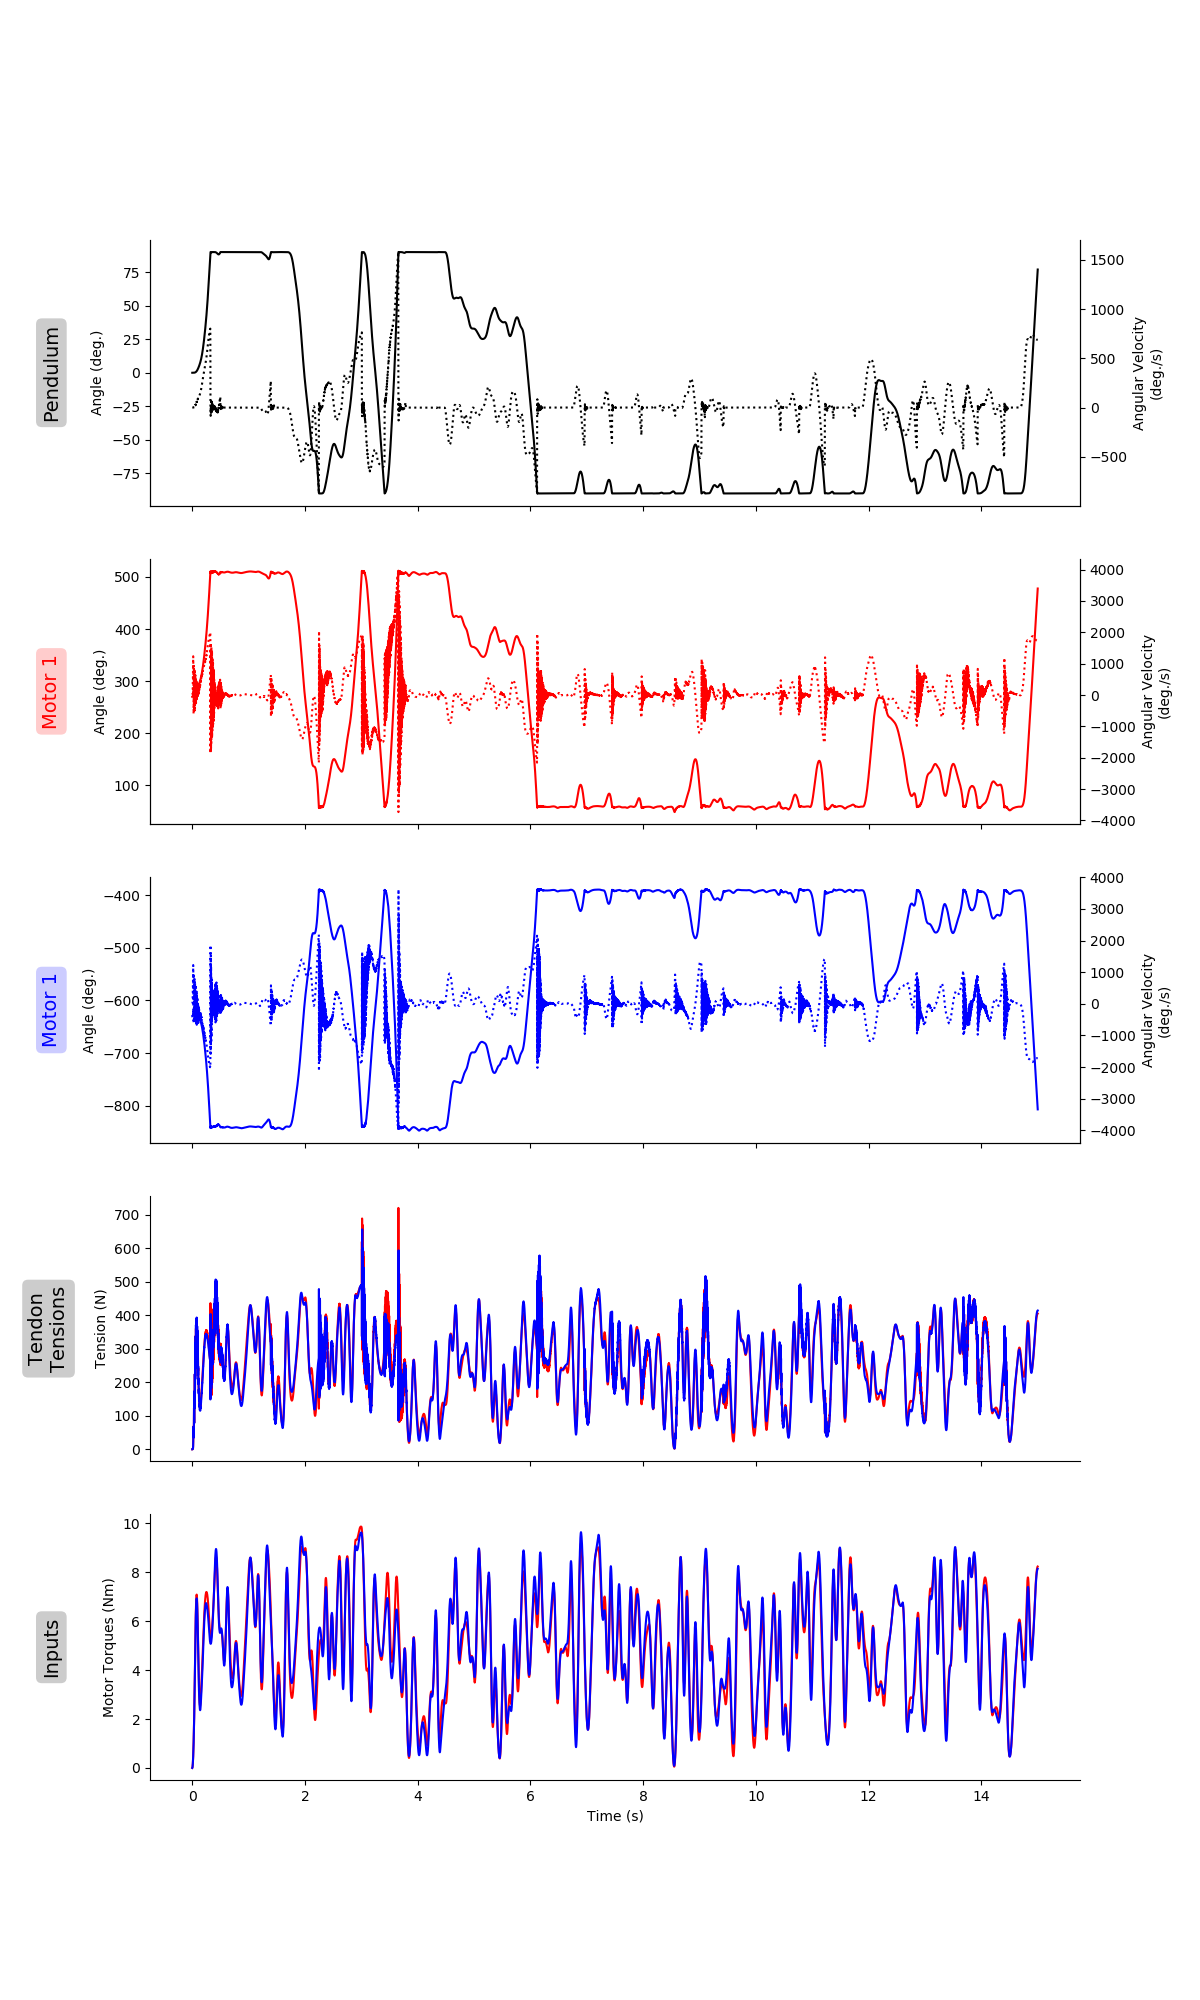 Pendulum
Angle (deg.)
75
50
25
0
−25
−50
−75
1500
1000
500
0
−500
Angular Velocity
(deg./s)
Motor 1
Angle (deg.)
500
400
300
200
100
4000
3000
2000
1000
0
−1000
−2000
−3000
−4000
Angular Velocity
(deg./s)
Motor 1
Angle (deg.)
−400
−500
−600
−700
−800
4000
3000
2000
1000
0
−1000
−2000
−3000
−4000
Angular Velocity
(deg./s)
Tendon
Tensions
Tension (N)
700
600
500
400
300
200
100
0
Inputs
Motor Torques (Nm)
10
8
6
4
2
0
0 2 4 6 8 10 12 14
Time (s)